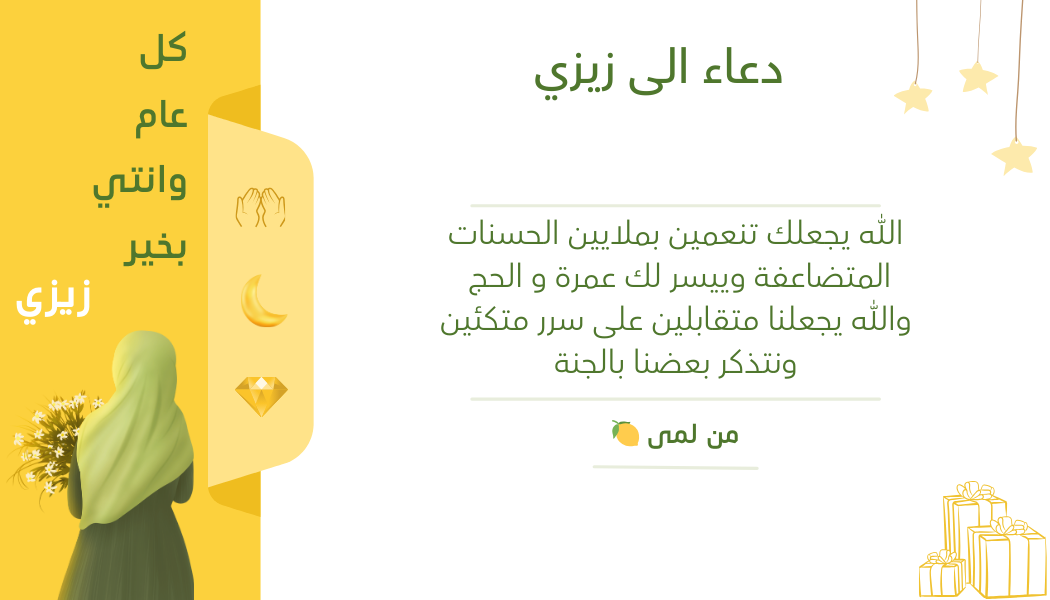 كل
عام
وانتي
بخير
زيزي
دعاء الى زيزي
الله يجعلك تنعمين بملايين الحسنات
المتضاعفة وييسر لك عمرة و الحج
والله يجعلنا متقابلين على سرر متكئين
ونتذكر بعضنا بالجنة
من لمى 🍋